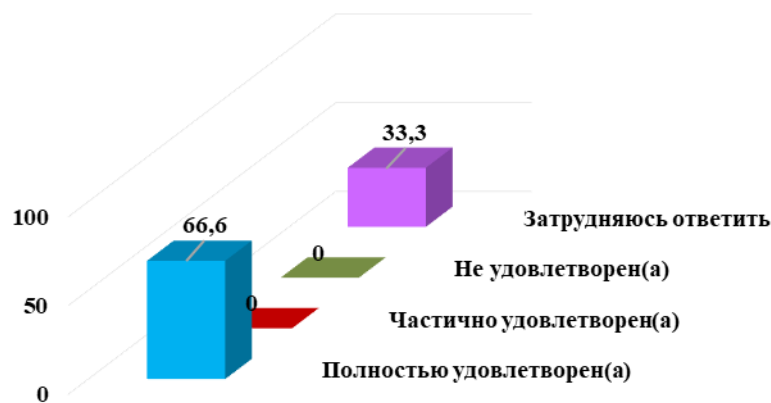 33,3
100
66,6
Затрудняюсь ответить
0
Не удовлетворен(а)
50
0
Частично удовлетворен(а)
Полностью удовлетворен(а)
0